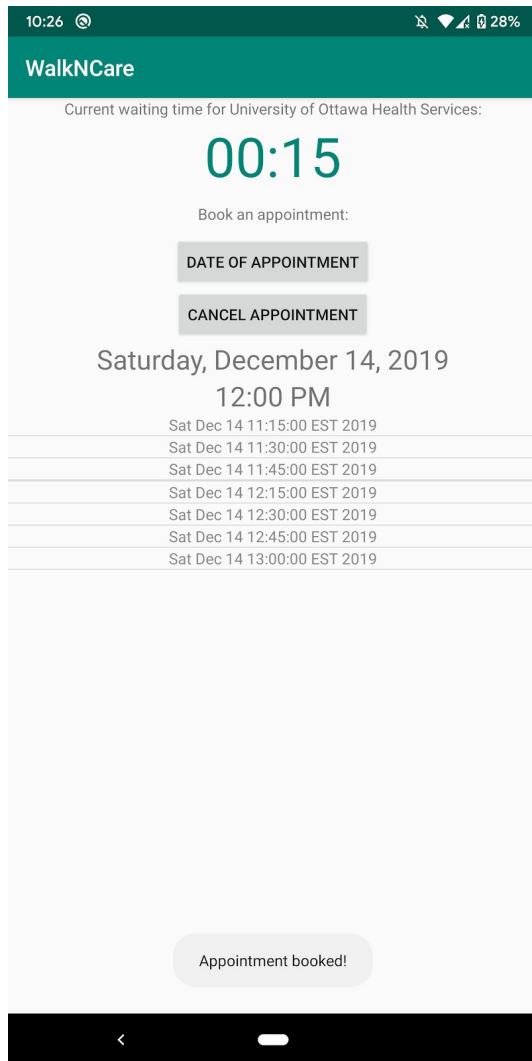 10:26 28%
WalkNCare
Current waiting time for University of Ottawa Health Services:
00:15
Book an appointment:
DATE OF APPOINTMENT
CANCEL APPOINTMENT
Saturday, December 14, 2019
12:00 PM
Sat Dec 14 11:15:00 EST 2019
Sat Dec 14 11:30:00 EST 2019
Sat Dec 14 11:45:00 EST 2019
Sat Dec 14 12:15:00 EST 2019
Sat Dec 14 12:30:00 EST 2019
Sat Dec 14 12:45:00 EST 2019
Sat Dec 14 13:00:00 EST 2019
Appointment booked!